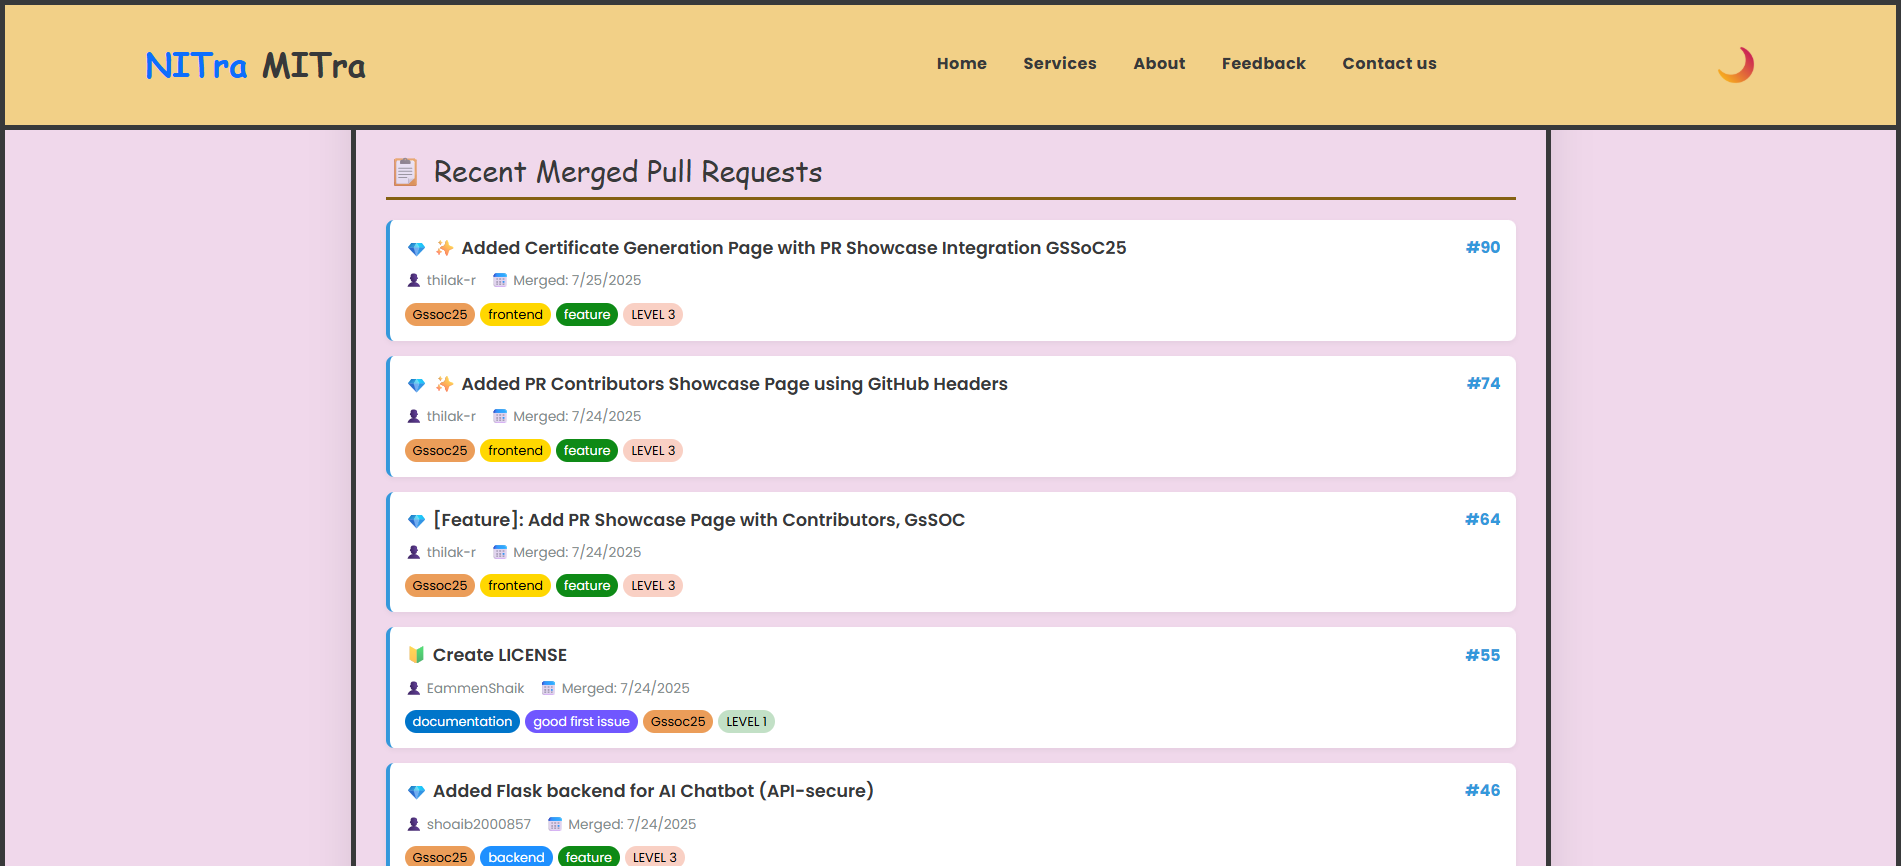 NITra MITra
Home Services About Feedback Contact us
Recent Merged Pull Requests
Added Certificate Generation Page with PR Showcase Integration GSSoC25 #90
thilak-r Merged: 7/25/2025
Gssoc25 frontend feature LEVEL 3
Added PR Contributors Showcase Page using GitHub Headers #74
thilak-r Merged: 7/24/2025
Gssoc25 frontend feature LEVEL 3
[Feature]: Add PR Showcase Page with Contributors, GsSOC #64
thilak-r Merged: 7/24/2025
Gssoc25 frontend feature LEVEL 3
Create LICENSE #55
EammenShaik Merged: 7/24/2025
documentation good first issue Gssoc25 LEVEL 1
Added Flask backend for AI Chatbot (API-secure) #46
shoaib2000857 Merged: 7/24/2025
Gssoc25 backend feature LEVEL 3